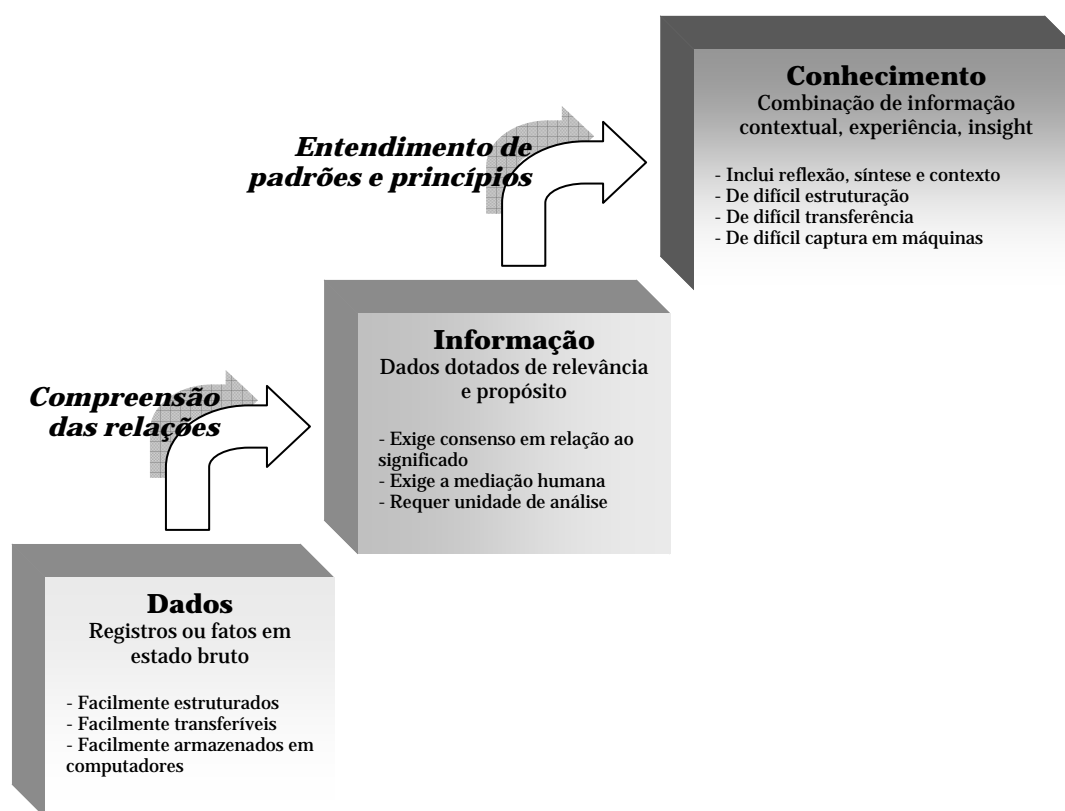 Conhecimento
Combinação de informação
contextual, experiência, insight
- Inclui reflexão, síntese e contexto
- De difícil estruturação
- De difícil transferência
- De difícil captura em máquinas
Entendimento de
padrões e princípios
Informação
Dados dotados de relevância
e propósito
- Exige consenso em relação ao
significado
- Exige a mediação humana
- Requer unidade de análise
Compreensão
das relações
Dados
Registros ou fatos em
estado bruto
- Facilmente estruturados
- Facilmente transferíveis
- Facilmente armazenados em
computadores